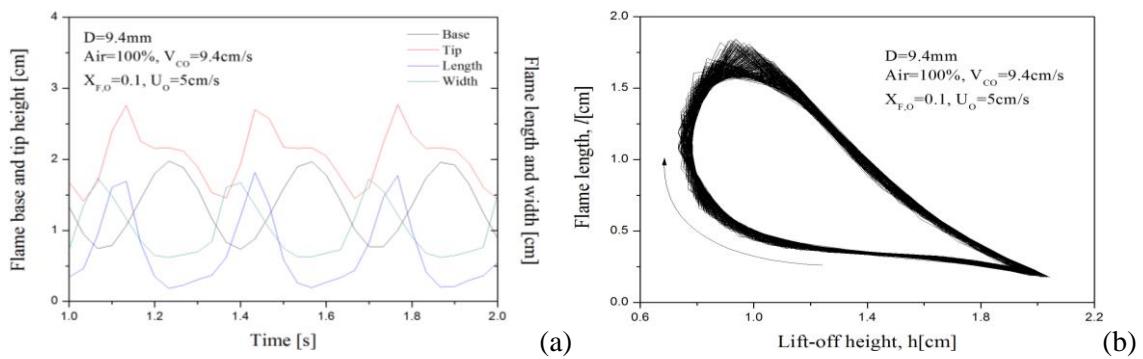 4
3
2
1
0
1.0
1.2
1.4
1.6
1.8
2.0
Time [s]
Flame base and tip height [cm]
Flame length and width [cm]
D=9.4mm
Air=100%, V_CO=9.4cm/s
X_F,O=0.1, U_O=5cm/s
Base
Tip
Length
Width
(a)
2.0
1.5
1.0
0.5
0.0
0.6
1.0
1.4
1.8
2.2
Lift-off height, h[cm]
Flame length, l[cm]
D=9.4mm
Air=100%, V_CO=9.4cm/s
X_F,O=0.1, U_O=5cm/s
(b)